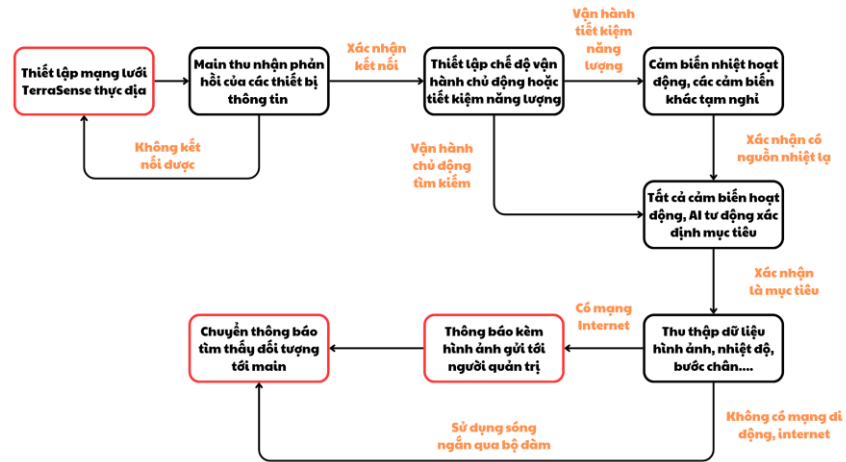 Thiết lập mạng lưới
TerraSense thực địa
Main thu nhận phản
hồi của các thiết bị
thông tin
Xác nhận
kết nối
Thiết lập chế độ vận
hành chủ động hoặc
tiết kiệm năng lượng
Vận hành
tiết kiệm
năng
lượng
Cảm biến nhiệt hoạt
động, các cảm biến
khác tạm nghỉ
Không kết
nối được
Vận hành
chủ động
tìm kiếm
Xác nhận có
nguồn nhiệt lạ
Tất cả cảm biến hoạt
động, AI tư động xác
định mục tiêu
Xác nhận
là mục tiêu
Chuyển thông báo
tìm thấy đối tượng
tới main
Thông báo kèm
hình ảnh gửi tới
người quản trị
Có mạng
Internet
Thu thập dữ liệu
hình ảnh, nhiệt độ,
bước chân....
Sử dụng sóng
ngắn qua bộ đàm
Không có mạng di
động, internet